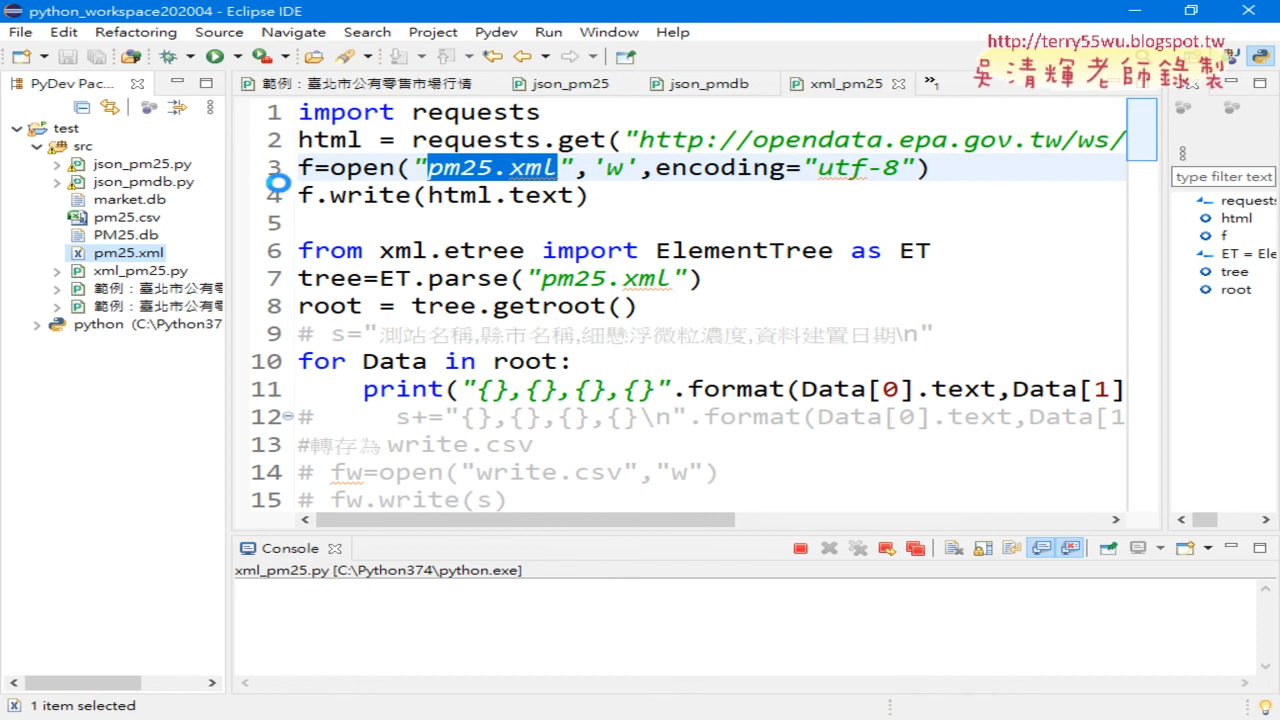 python_workspace202004 - Eclipse IDE
File Edit Refactoring Source Navigate Search Project Pydev Run Window Help
http://terry55wu.blogspot.tw
吳清輝老師錄製
PyDev Pac
範例：臺北市公有零售市場行情 json_pm25 json_pmdb xml_pm25 »1
test
src
json_pm25.py
json_pmdb.py
market.db
pm25.csv
PM25.db
pm25.xml
xml_pm25.py
範例：臺北市公有零
範例：臺北市公有零
python (C:\Python37
1 import requests
2 html = requests.get("http://opendata.epa.gov.tw/ws/
3 f=open("pm25.xml",'w',encoding="utf-8")
4 f.write(html.text)
5
6 from xml.etree import ElementTree as ET
7 tree=ET.parse("pm25.xml")
8 root = tree.getroot()
9 # s="測站名稱,縣市名稱,細懸浮微粒濃度,資料建置日期\n"
10 for Data in root:
11 print("{},{},{},{}".format(Data[0].text,Data[1]
12 # s+="{},{},{},{}\n".format(Data[0].text,Data[1
13 #轉存為 write.csv
14 # fw=open("write.csv","w")
15 # fw.write(s)
type filter text
requests
html
f
ET = Ele
tree
root
Console
xml_pm25.py [C:\Python374\python.exe]
1 item selected